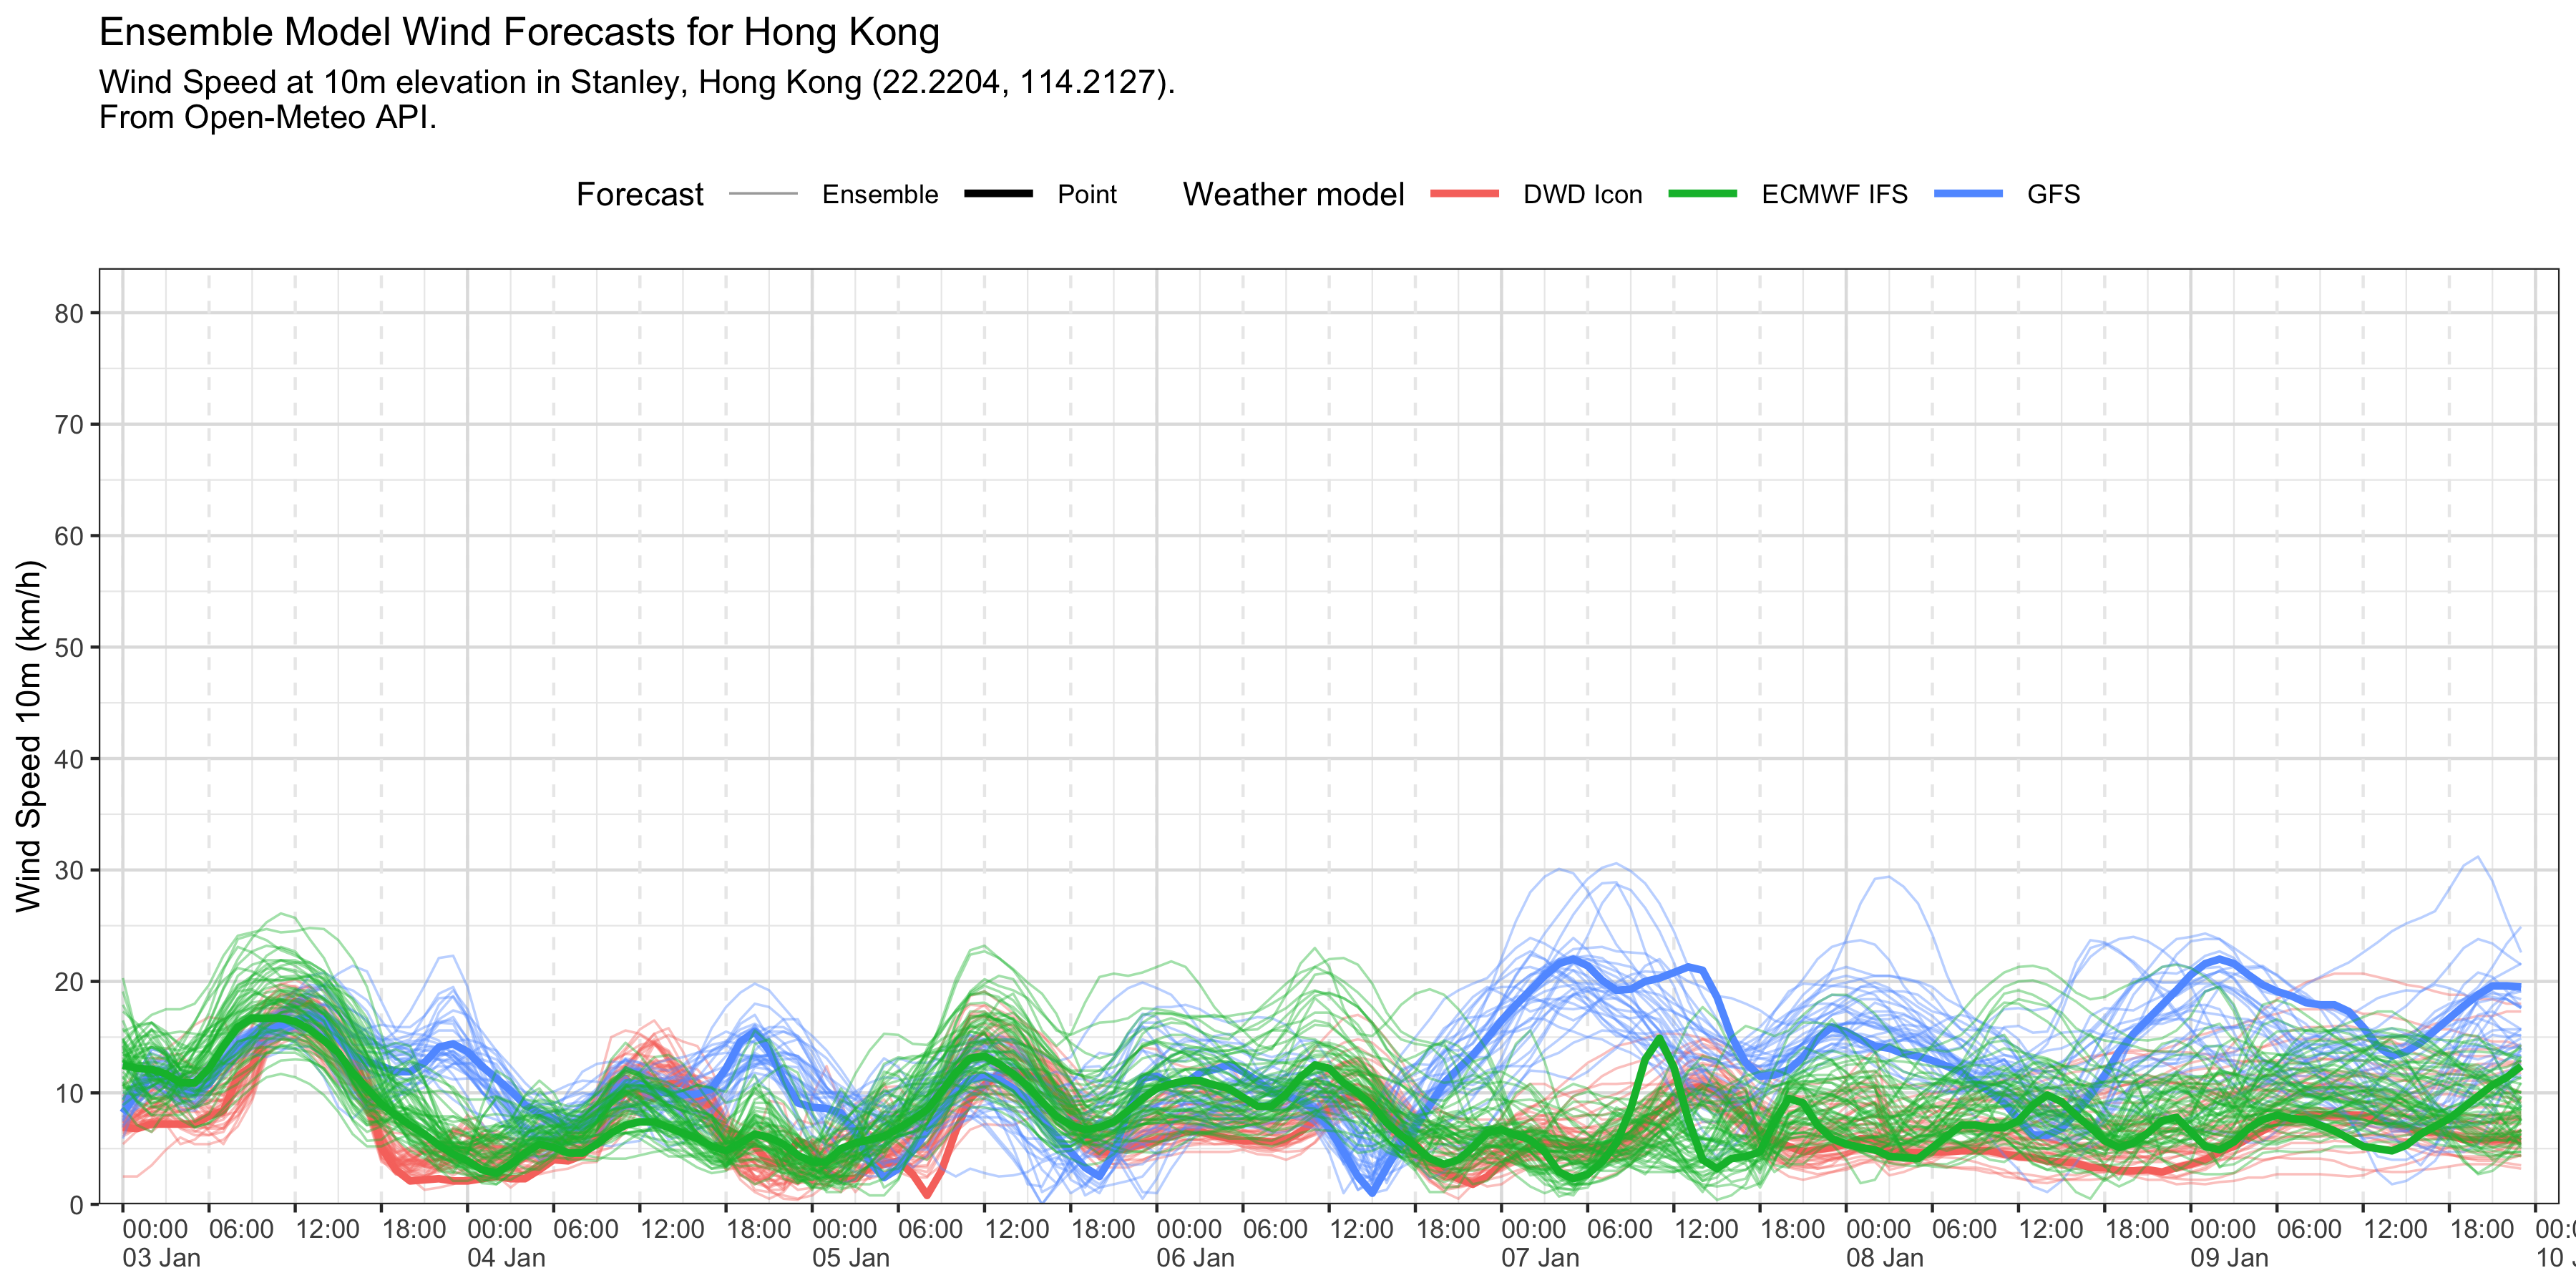 Ensemble Model Wind Forecasts for Hong Kong
Wind Speed at 10m elevation in Stanley, Hong Kong (22.2204, 114.2127).
From Open-Meteo API.
Forecast Ensemble Point Weather model DWD Icon ECMWF IFS GFS
Wind Speed 10m (km/h)
80
70
60
50
40
30
20
10
0
00:00 06:00 12:00 18:00 00:00 06:00 12:00 18:00 00:00 06:00 12:00 18:00 00:00 06:00 12:00 18:00 00:00 06:00 12:00 18:00 00:00 06:00 12:00 18:00 00:00 06:00 12:00 18:00 00:0
03 Jan 04 Jan 05 Jan 06 Jan 07 Jan 08 Jan 09 Jan 10